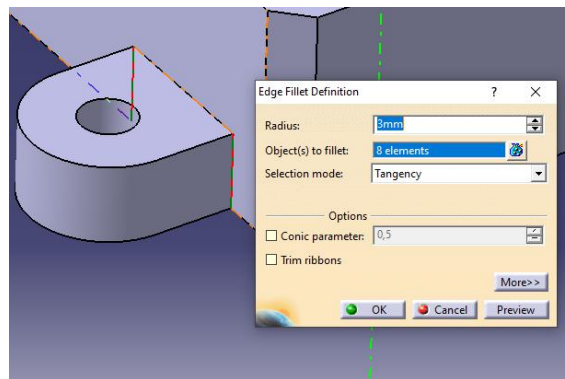 Edge Fillet Definition ? ×
Radius: 3mm
Object(s) to fillet: 8 elements
Selection mode: Tangency
Options
Conic parameter: 0,5
Trim ribbons
More>>
OK Cancel Preview